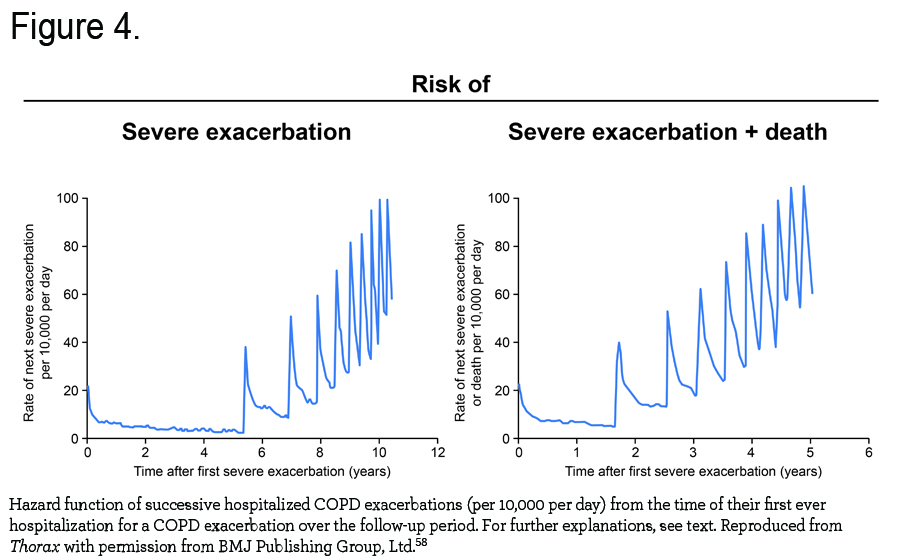 Figure 4.
Risk of
Severe exacerbation
Severe exacerbation + death
Rate of next severe exacerbation
per 10,000 per day
100
80
60
40
20
0
0 2 4 6 8 10 12
Time after first severe exacerbation (years)
Rate of next severe exacerbation
or death per 10,000 per day
100
80
60
40
20
0
0 1 2 3 4 5 6
Time after first severe exacerbation (years)
Hazard function of successive hospitalized COPD exacerbations (per 10,000 per day) from the time of their first ever
hospitalization for a COPD exacerbation over the follow-up period. For further explanations, see text. Reproduced from
Thorax with permission from BMJ Publishing Group, Ltd.58